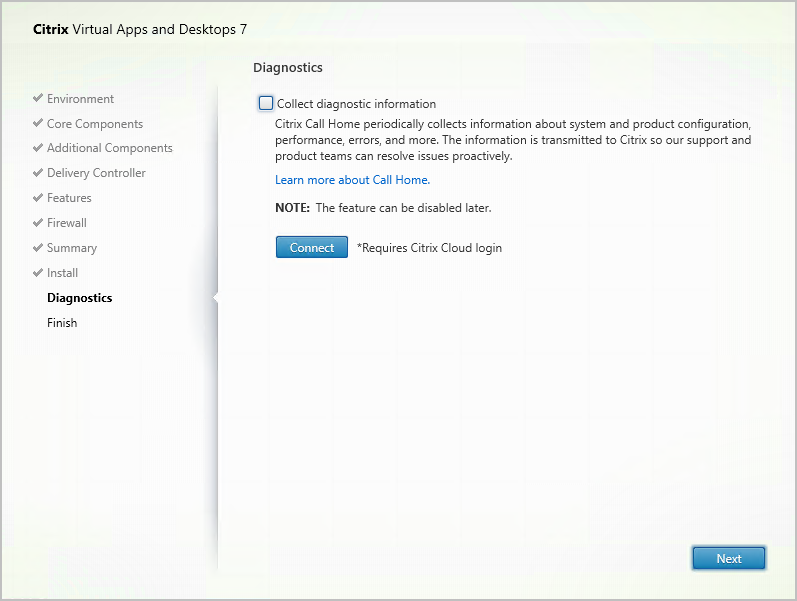 Citrix Virtual Apps and Desktops 7
Environment
Core Components
Additional Components
Delivery Controller
Features
Firewall
Summary
Install
Diagnostics
Finish
Diagnostics
Collect diagnostic information
Citrix Call Home periodically collects information about system and product configuration,
performance, errors, and more. The information is transmitted to Citrix so our support and
product teams can resolve issues proactively.
Learn more about Call Home.
NOTE: The feature can be disabled later.
Connect *Requires Citrix Cloud login
Next